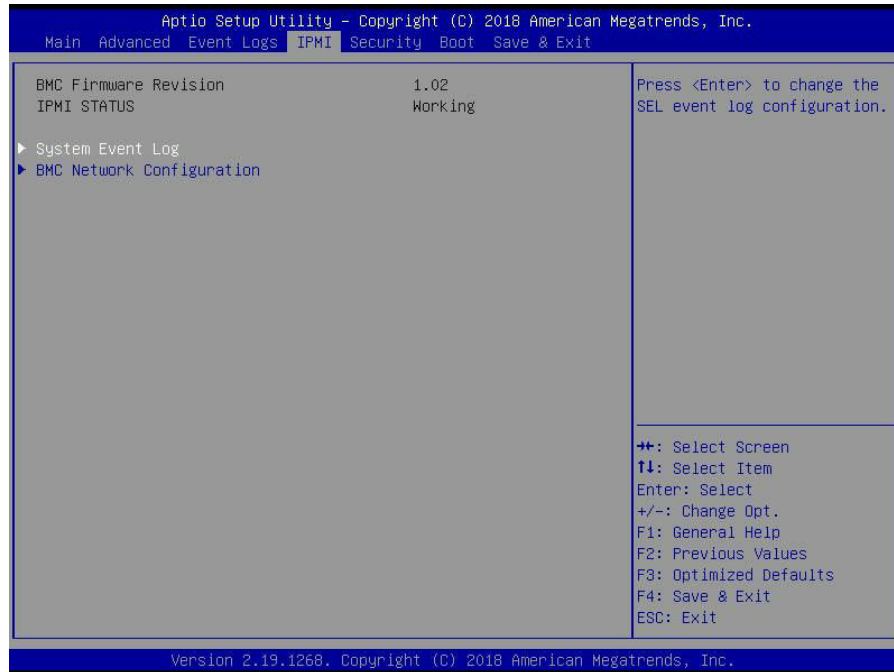 Aptio Setup Utility – Copyright (C) 2018 American Megatrends, Inc.
Main Advanced Event Logs IPMI Security Boot Save & Exit
BMC Firmware Revision 1.02
IPMI STATUS Working
System Event Log
BMC Network Configuration
Press <Enter> to change the
SEL event log configuration.
→←: Select Screen
↑↓: Select Item
Enter: Select
+/-: Change Opt.
F1: General Help
F2: Previous Values
F3: Optimized Defaults
F4: Save & Exit
ESC: Exit
Version 2.19.1268. Copyright (C) 2018 American Megatrends, Inc.